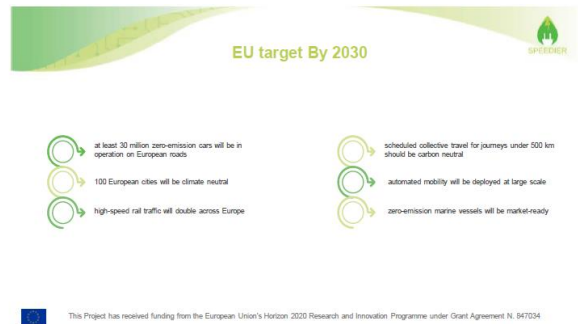 EU target By 2030
SPEEDIER
at least 30 million zero-emission cars will be in
operation on European roads
100 European cities will be climate neutral
high-speed rail traffic will double across Europe
scheduled collective travel for journeys under 500 km
should be carbon neutral
automated mobility will be deployed at large scale
zero-emission marine vessels will be market-ready
This Project has received funding from the European Union's Horizon 2020 Research and Innovation Programme under Grant Agreement N. 847034